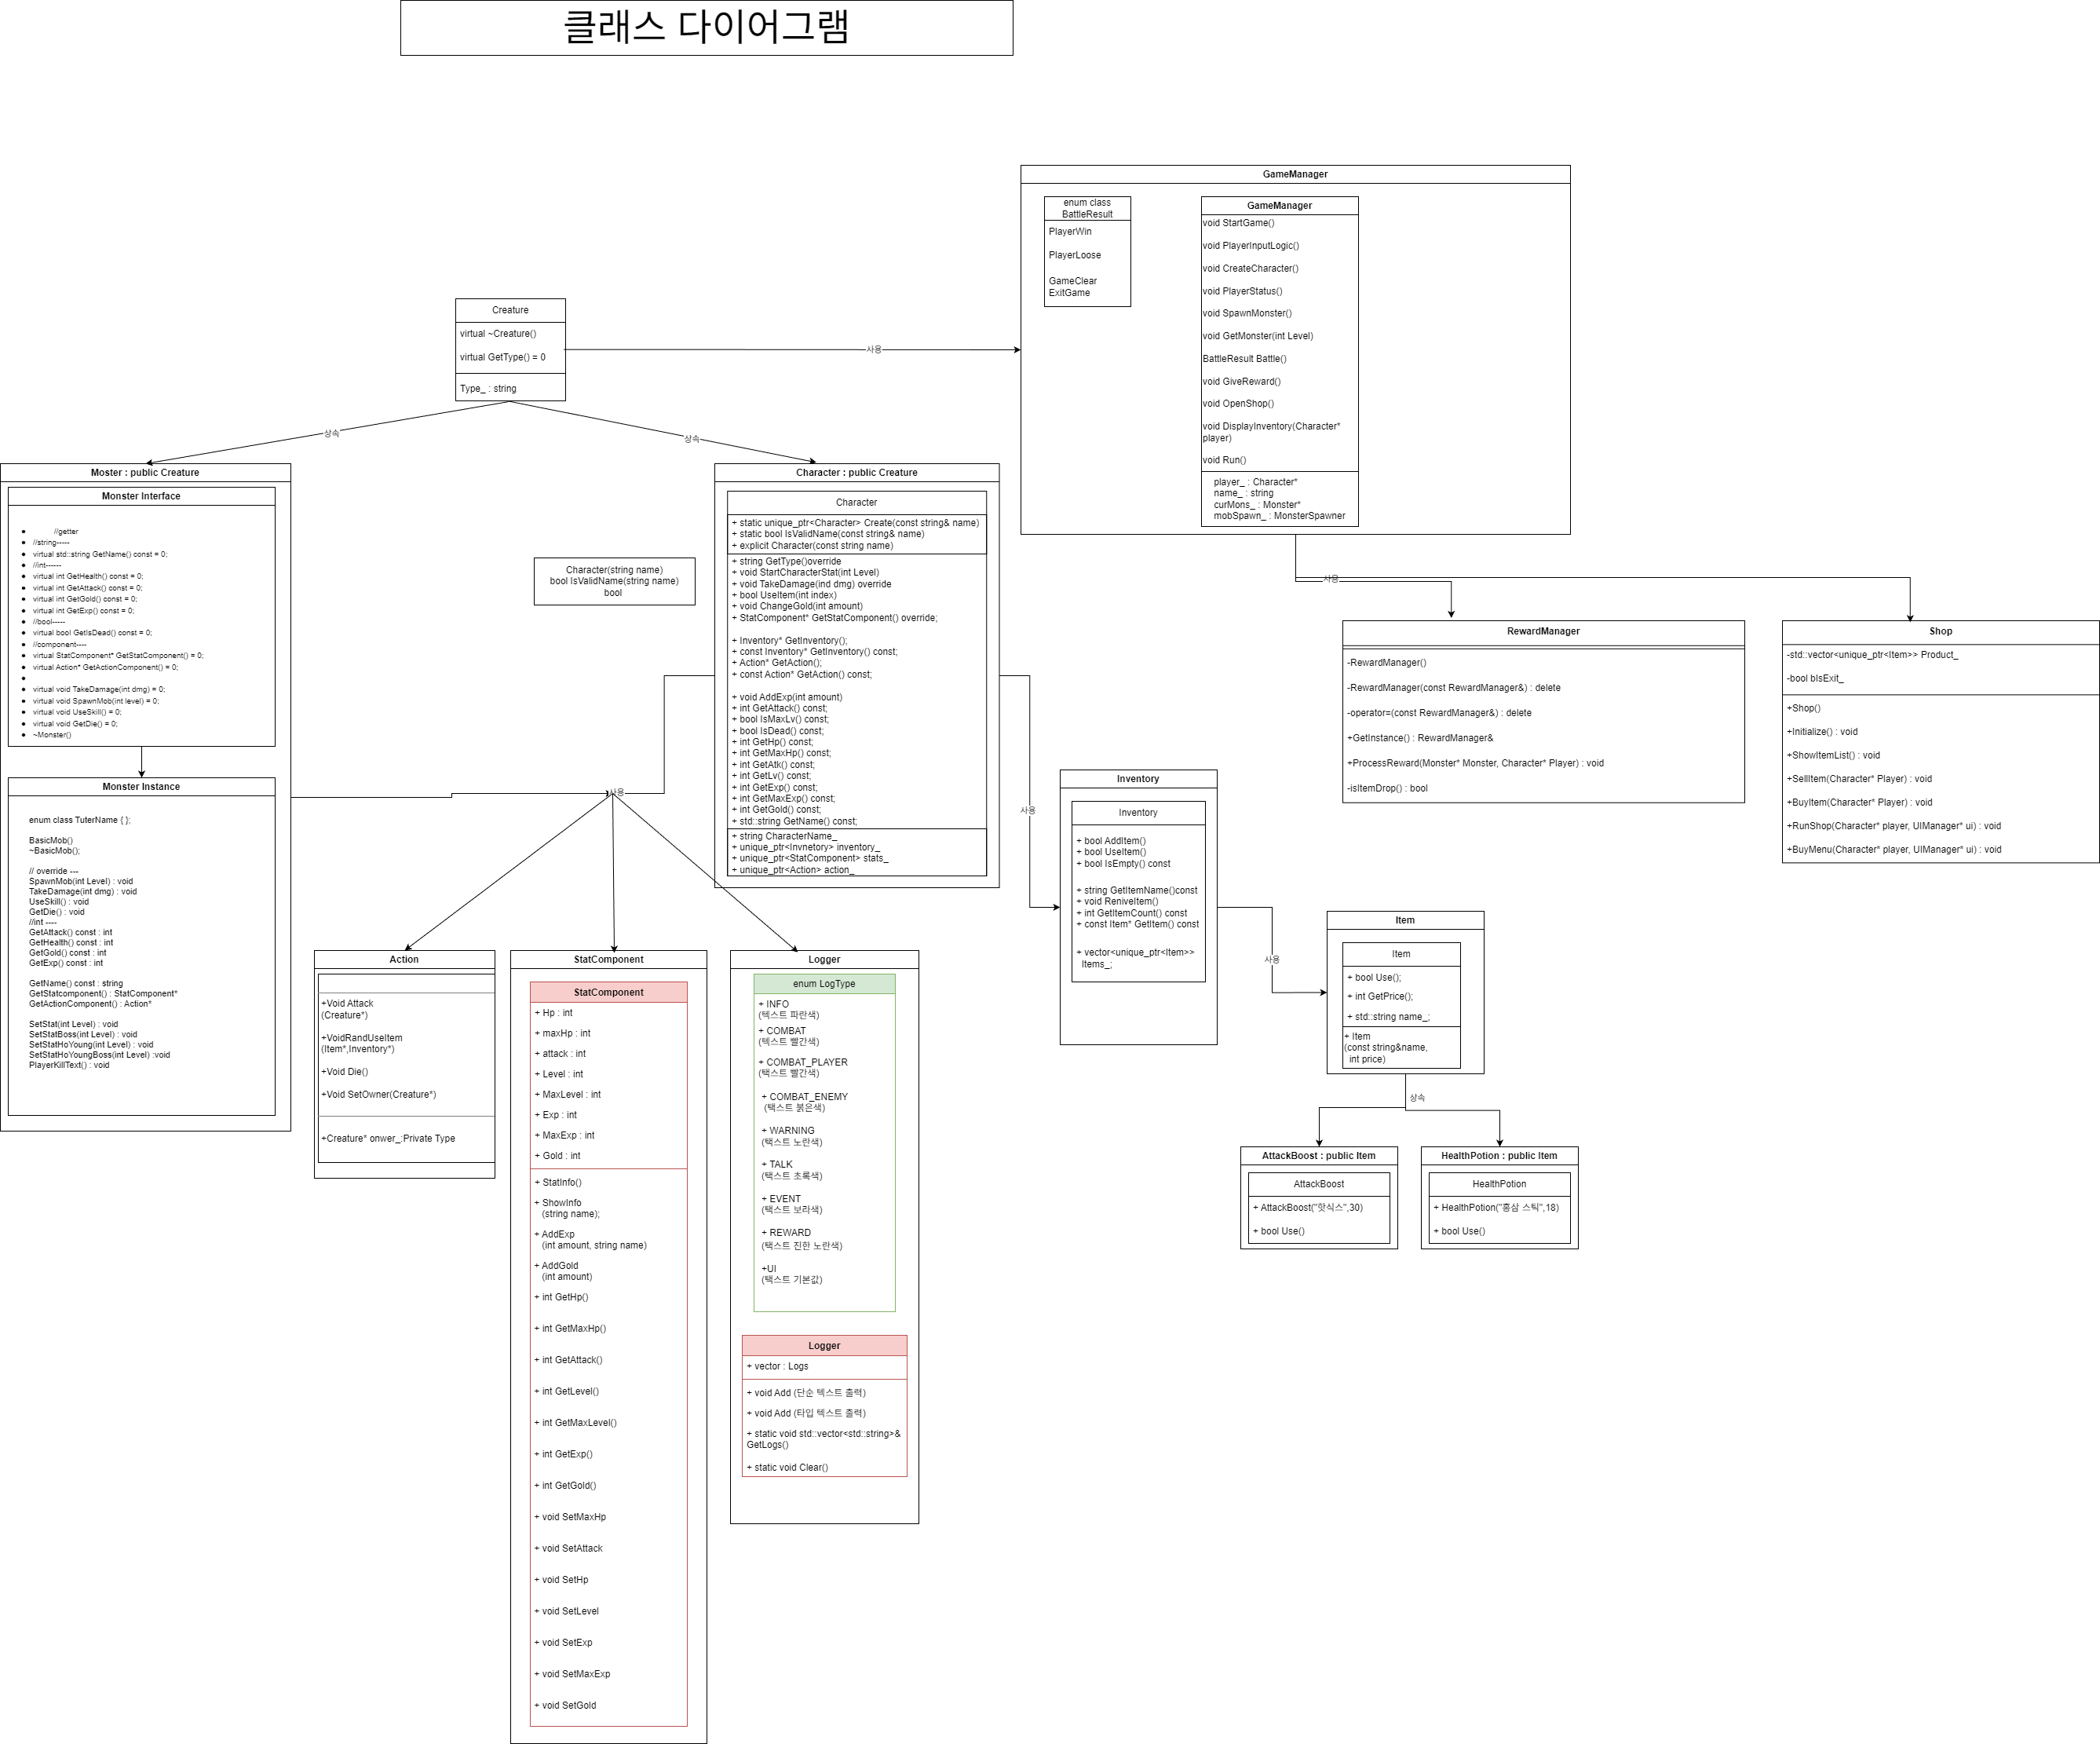 클래스 다이어그램
GameManager
enum class
BattleResult
PlayerWin
PlayerLoose
GameClear
ExitGame
GameManager
void StartGame()
void PlayerInputLogic()
void CreateCharacter()
void PlayerStatus()
void SpawnMonster()
void GetMonster(int Level)
BattleResult Battle()
void GiveReward()
void OpenShop()
void DisplayInventory(Character*
player)
void Run()
player_ : Character*
name_ : string
curMons_ : Monster*
mobSpawn_ : MonsterSpawner
Creature
virtual ~Creature()
virtual GetType() = 0
Type_ : string
사용
상속
상속
Moster : public Creature
Monster Interface
● //getter
● //string-----
● virtual std::string GetName() const = 0;
● //int------
● virtual int GetHealth() const = 0;
● virtual int GetAttack() const = 0;
● virtual int GetGold() const = 0;
● virtual int GetExp() const = 0;
● //bool-----
● virtual bool GetIsDead() const = 0;
● //component----
● virtual StatComponent* GetStatComponent() = 0;
● virtual Action* GetActionComponent() = 0;
●
● virtual void TakeDamage(int dmg) = 0;
● virtual void SpawnMob(int level) = 0;
● virtual void UseSkill() = 0;
● virtual void GetDie() = 0;
● ~Monster()
Monster Instance
enum class TuterName { };
BasicMob()
~BasicMob();
// override ---
SpawnMob(int Level) : void
TakeDamage(int dmg) : void
UseSkill() : void
GetDie() : void
//int ----
GetAttack() const : int
GetHealth() const : int
GetGold() const : int
GetExp() const : int
GetName() const : string
GetStatcomponent() : StatComponent*
GetActionComponent() : Action*
SetStat(int Level) : void
SetStatBoss(int Level) : void
SetStatHoYoung(int Level) : void
SetStatHoYoungBoss(int Level) :void
PlayerKillText() : void
Character(string name)
bool IsValidName(string name)
bool
Character : public Creature
Character
+ static unique_ptr<Character> Create(const string& name)
+ static bool IsValidName(const string& name)
+ explicit Character(const string name)
+ string GetType()override
+ void StartCharacterStat(int Level)
+ void TakeDamage(ind dmg) override
+ bool UseItem(int index)
+ void ChangeGold(int amount)
+ StatComponent* GetStatComponent() override;
+ Inventory* GetInventory();
+ const Inventory* GetInventory() const;
+ Action* GetAction();
+ const Action* GetAction() const;
+ void AddExp(int amount)
+ int GetAttack() const;
+ bool IsMaxLv() const;
+ bool IsDead() const;
+ int GetHp() const;
+ int GetMaxHp() const;
+ int GetAtk() const;
+ int GetLv() const;
+ int GetExp() const;
+ int GetMaxExp() const;
+ int GetGold() const;
+ std::string GetName() const;
+ string CharacterName_
+ unique_ptr<Invnetory> inventory_
+ unique_ptr<StatComponent> stats_
+ unique_ptr<Action> action_
사용
사용
사용
RewardManager
-RewardManager()
-RewardManager(const RewardManager&) : delete
-operator=(const RewardManager&) : delete
+GetInstance() : RewardManager&
+ProcessReward(Monster* Monster, Character* Player) : void
-isItemDrop() : bool
Shop
-std::vector<unique_ptr<Item>> Product_
-bool bIsExit_
+Shop()
+Initialize() : void
+ShowItemList() : void
+SellItem(Character* Player) : void
+BuyItem(Character* Player) : void
+RunShop(Character* player, UIManager* ui) : void
+BuyMenu(Character* player, UIManager* ui) : void
Inventory
Inventory
+ bool AddItem()
+ bool UseItem()
+ bool IsEmpty() const
+ string GetItemName()const
+ void ReniveItem()
+ int GetItemCount() const
+ const Item* GetItem() const
+ vector<unique_ptr<Item>>
Items_;
사용
Item
Item
+ bool Use();
+ int GetPrice();
+ std::string name_;
+ Item
(const string&name,
int price)
상속
AttackBoost : public Item
AttackBoost
+ AttackBoost("핫식스",30)
+ bool Use()
HealthPotion : public Item
HealthPotion
+ HealthPotion("홍삼 스틱",18)
+ bool Use()
Action
+Void Attack
(Creature*)
+VoidRandUseItem
(Item*,Inventory*)
+Void Die()
+Void SetOwner(Creature*)
+Creature* onwer_:Private Type
StatComponent
StatComponent
+ Hp : int
+ maxHp : int
+ attack : int
+ Level : int
+ MaxLevel : int
+ Exp : int
+ MaxExp : int
+ Gold : int
+ StatInfo()
+ ShowInfo
(string name);
+ AddExp
(int amount, string name)
+ AddGold
(int amount)
+ int GetHp()
+ int GetMaxHp()
+ int GetAttack()
+ int GetLevel()
+ int GetMaxLevel()
+ int GetExp()
+ int GetGold()
+ void SetMaxHp
+ void SetAttack
+ void SetHp
+ void SetLevel
+ void SetExp
+ void SetMaxExp
+ void SetGold
Logger
enum LogType
+ INFO
(텍스트 파란색)
+ COMBAT
(텍스트 빨간색)
+ COMBAT_PLAYER
(택스트 빨간색)
+ COMBAT_ENEMY
(택스트 붉은색)
+ WARNING
(택스트 노란색)
+ TALK
(택스트 초록색)
+ EVENT
(택스트 보라색)
+ REWARD
(택스트 진한 노란색)
+UI
(택스트 기본값)
Logger
+ vector : Logs
+ void Add (단순 텍스트 출력)
+ void Add (타입 텍스트 출력)
+ static void std::vector<std::string>&
GetLogs()
+ static void Clear()